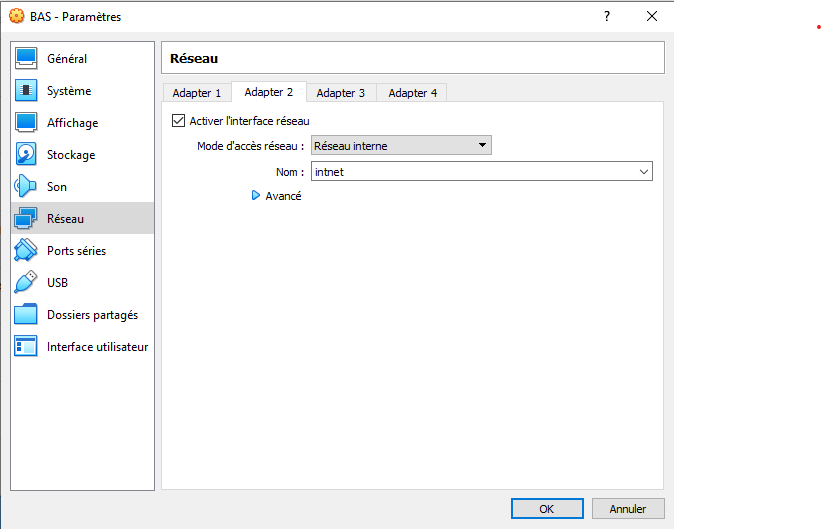 BAS - Paramètres
?
Général
Système
Affichage
Stockage
Son
Réseau
Ports séries
USB
Dossiers partagés
Interface utilisateur
Réseau
Adapter 1
Adapter 2
Adapter 3
Adapter 4
Activer l'interface réseau
Mode d'accès réseau : Réseau interne
Nom : intnet
Avancé
OK
Annuler